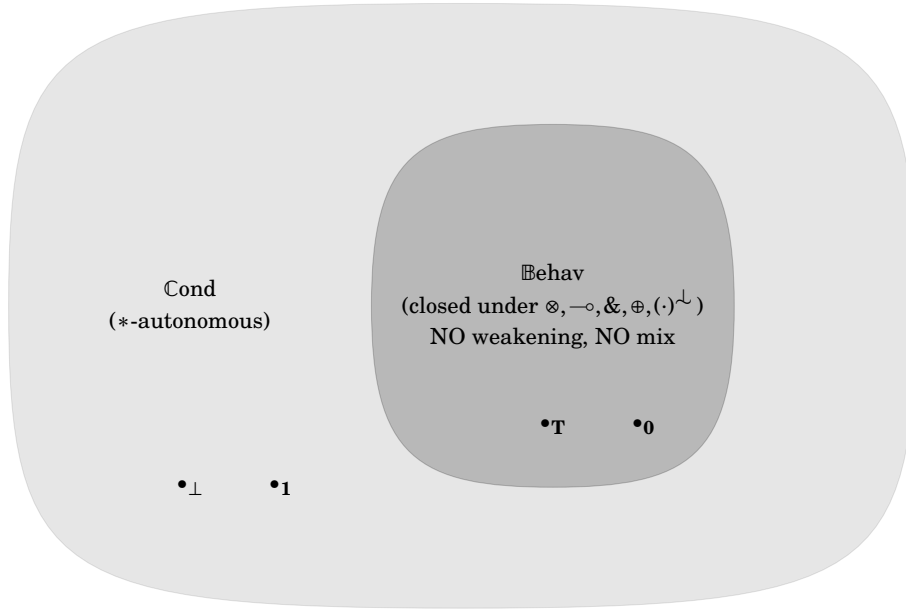 ℂond
(∗-autonomous)
𝔹ehav
(closed under ⊗,⊸,&,⊕,(·)^⫝̸)
NO weakening, NO mix
•T •0
•⊥ •1